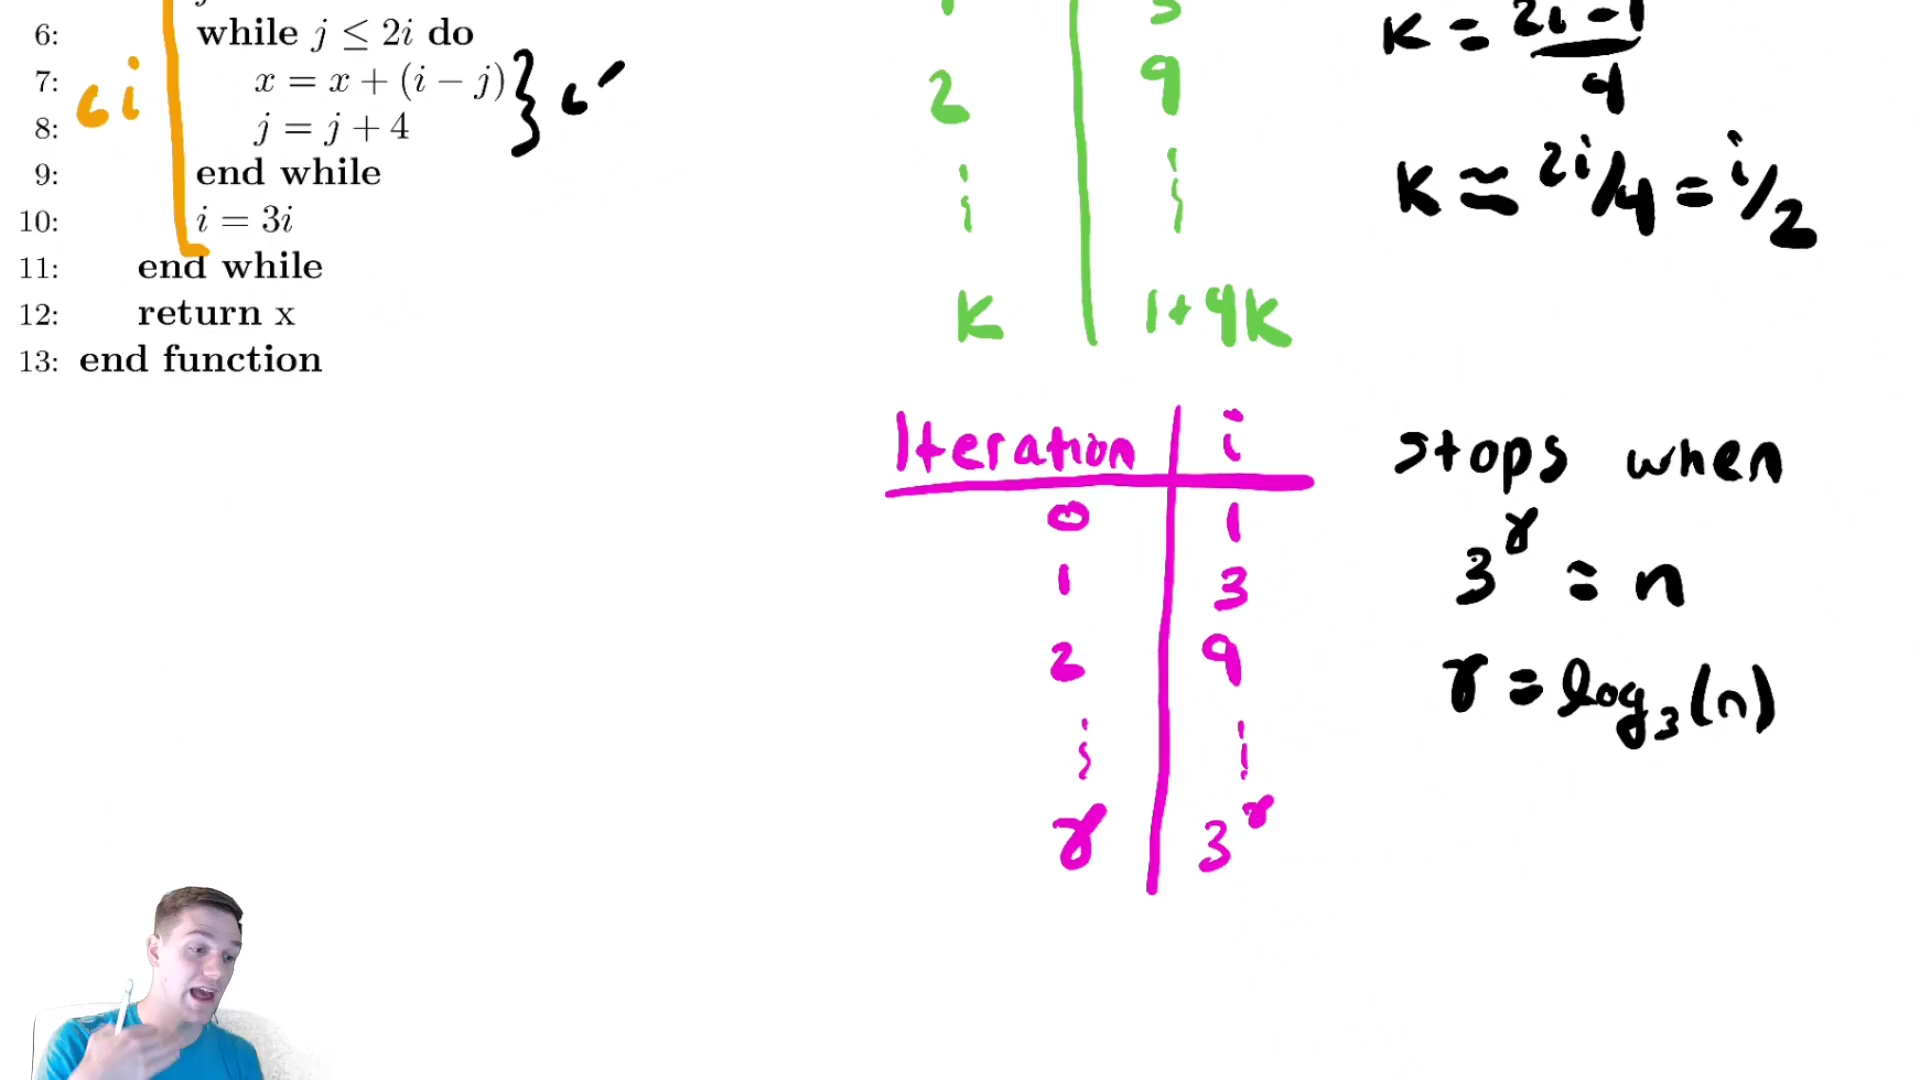 6: while j ≤ 2i do
7: x = x + (i − j)
8: j = j + 4
9: end while
10: i = 3i
11: end while
12: return x
13: end function
ci
} c'
2 | 9
⋮ | ⋮
k | 1+4k
k = (2i − 1)/4
k ≈ 2i/4 = i/2
Iteration | i
0 | 1
1 | 3
2 | 9
⋮ | ⋮
γ | 3^γ
stops when
3^γ = n
γ = log₃(n)